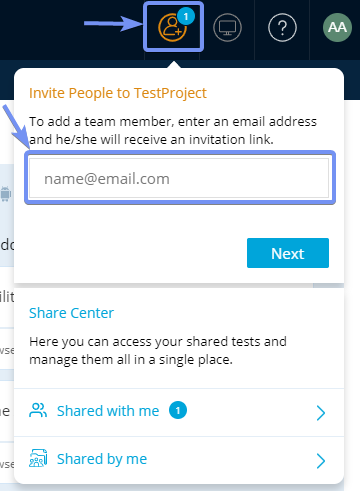 1
?
AA
Invite People to TestProject
To add a team member, enter an email address
and he/she will receive an invitation link.
name@email.com
Next
Share Center
Here you can access your shared tests and
manage them all in a single place.
Shared with me 1
Shared by me